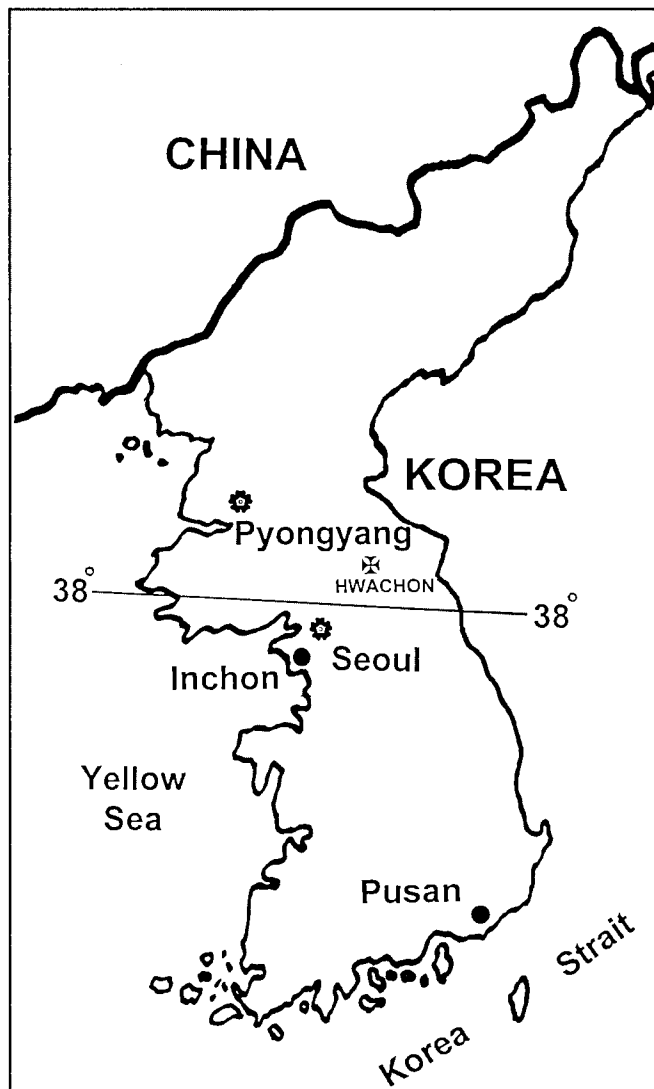 CHINA
KOREA
Pyongyang
HWACHON
38°
38°
Seoul
Inchon
Yellow
Sea
Pusan
Korea Strait